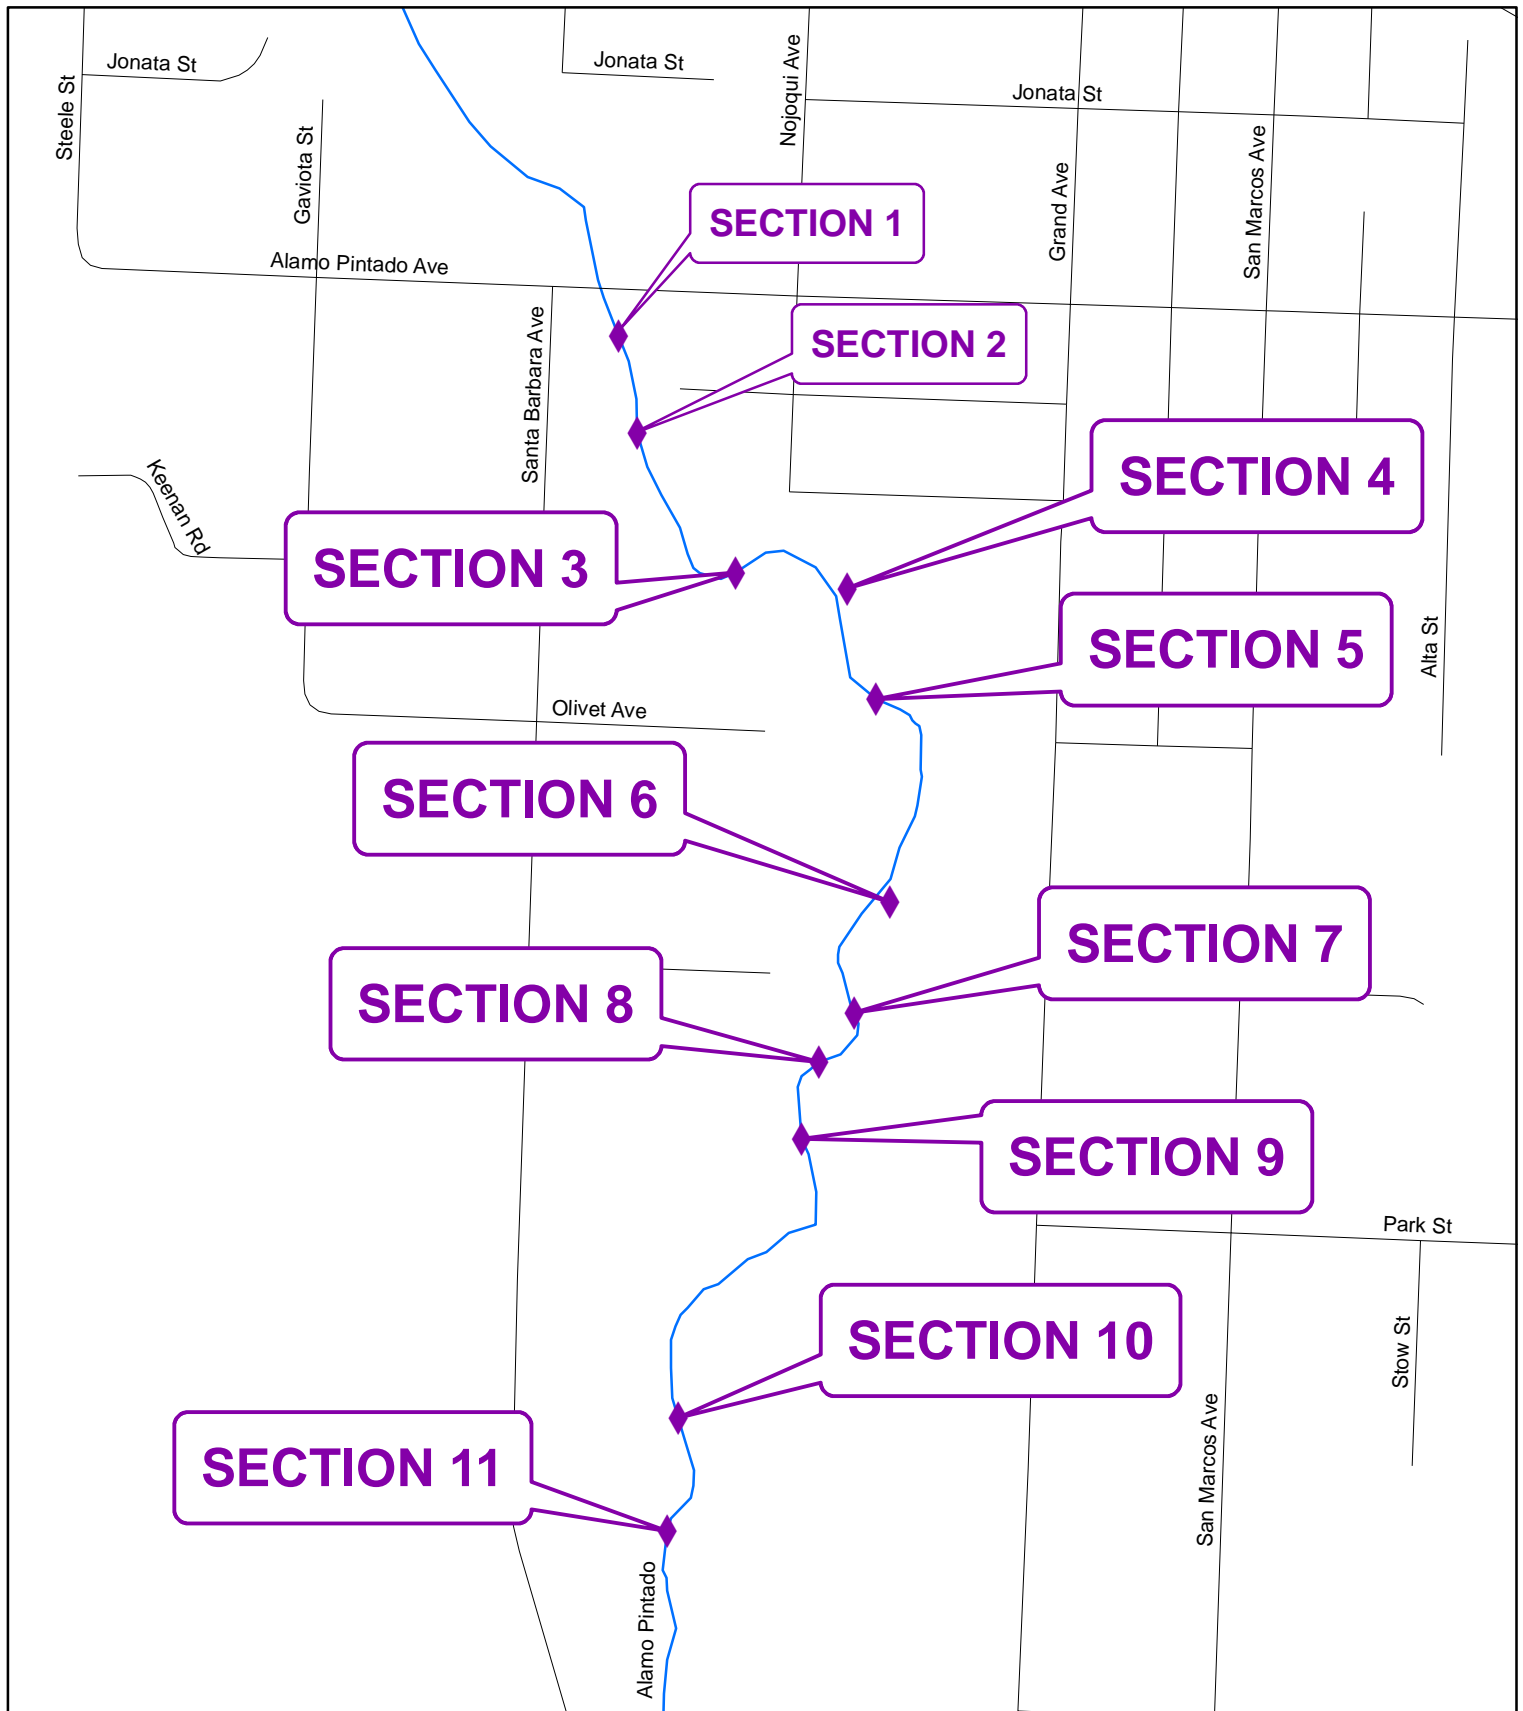 Jonata St
Jonata St
Nojoqui Ave
Jonata St
Steele St
Gaviota St
San Marcos Ave
Grand Ave
SECTION 1
Alamo Pintado Ave
SECTION 2
Santa Barbara Ave
Keenan Rd
SECTION 4
SECTION 3
SECTION 5
Alta St
Olivet Ave
SECTION 6
SECTION 7
SECTION 8
SECTION 9
Park St
SECTION 10
Stow St
San Marcos Ave
SECTION 11
Alamo Pintado